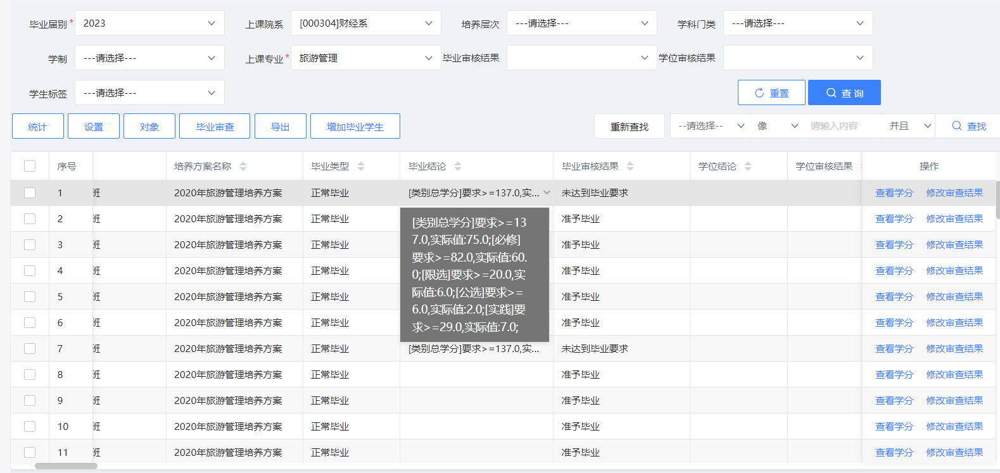 毕业届别* 2023 上课院系 [000304]财经系 培养层次 ---请选择--- 学科门类 ---请选择---
学制 ---请选择--- 上课专业* 旅游管理 毕业审核结果 学位审核结果
学生标签 ---请选择--- 重置 查 询
统计 设置 对象 毕业审查 导出 增加毕业学生 重新查找 --请选择-- 像 请输入内容 并且 查找
序号 培养方案名称 毕业类型 毕业结论 毕业审核结果 学位结论 学位审核结果 操作
1 班 2020年旅游管理培养方案 正常毕业 [类别总学分]要求>=137.0,实... 未达到毕业要求 查看学分 修改审查结果
2 班 2020年旅游管理培养方案 正常毕业 准予毕业 查看学分 修改审查结果
3 班 2020年旅游管理培养方案 正常毕业 准予毕业 查看学分 修改审查结果
4 班 2020年旅游管理培养方案 正常毕业 准予毕业 查看学分 修改审查结果
5 班 2020年旅游管理培养方案 正常毕业 准予毕业 查看学分 修改审查结果
6 班 2020年旅游管理培养方案 正常毕业 准予毕业 查看学分 修改审查结果
[类别总学分]要求>=13
7.0,实际值:75.0;[必修]
要求>=82.0,实际值:60.
0;[限选]要求>=20.0,实
际值:6.0;[公选]要求>=
6.0,实际值:2.0;[实践]要
求>=29.0,实际值:7.0;
7 班 2020年旅游管理培养方案 正常毕业 [类别总学分]要求>=137.0,实... 未达到毕业要求 查看学分 修改审查结果
8 班 2020年旅游管理培养方案 正常毕业 准予毕业 查看学分 修改审查结果
9 班 2020年旅游管理培养方案 正常毕业 准予毕业 查看学分 修改审查结果
10 班 2020年旅游管理培养方案 正常毕业 准予毕业 查看学分 修改审查结果
11 班 2020年旅游管理培养方案 正常毕业 准予毕业 查看学分 修改审查结果